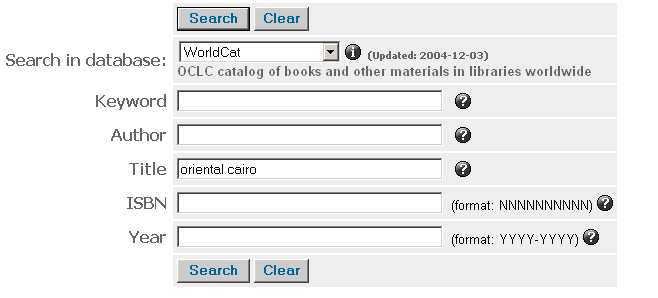 Search Clear
Search in database: WorldCat (Updated: 2004-12-03)
OCLC catalog of books and other materials in libraries worldwide
Keyword
Author
Title oriental cairo
ISBN (format: NNNNNNNNNN)
Year (format: YYYY-YYYY)
Search Clear